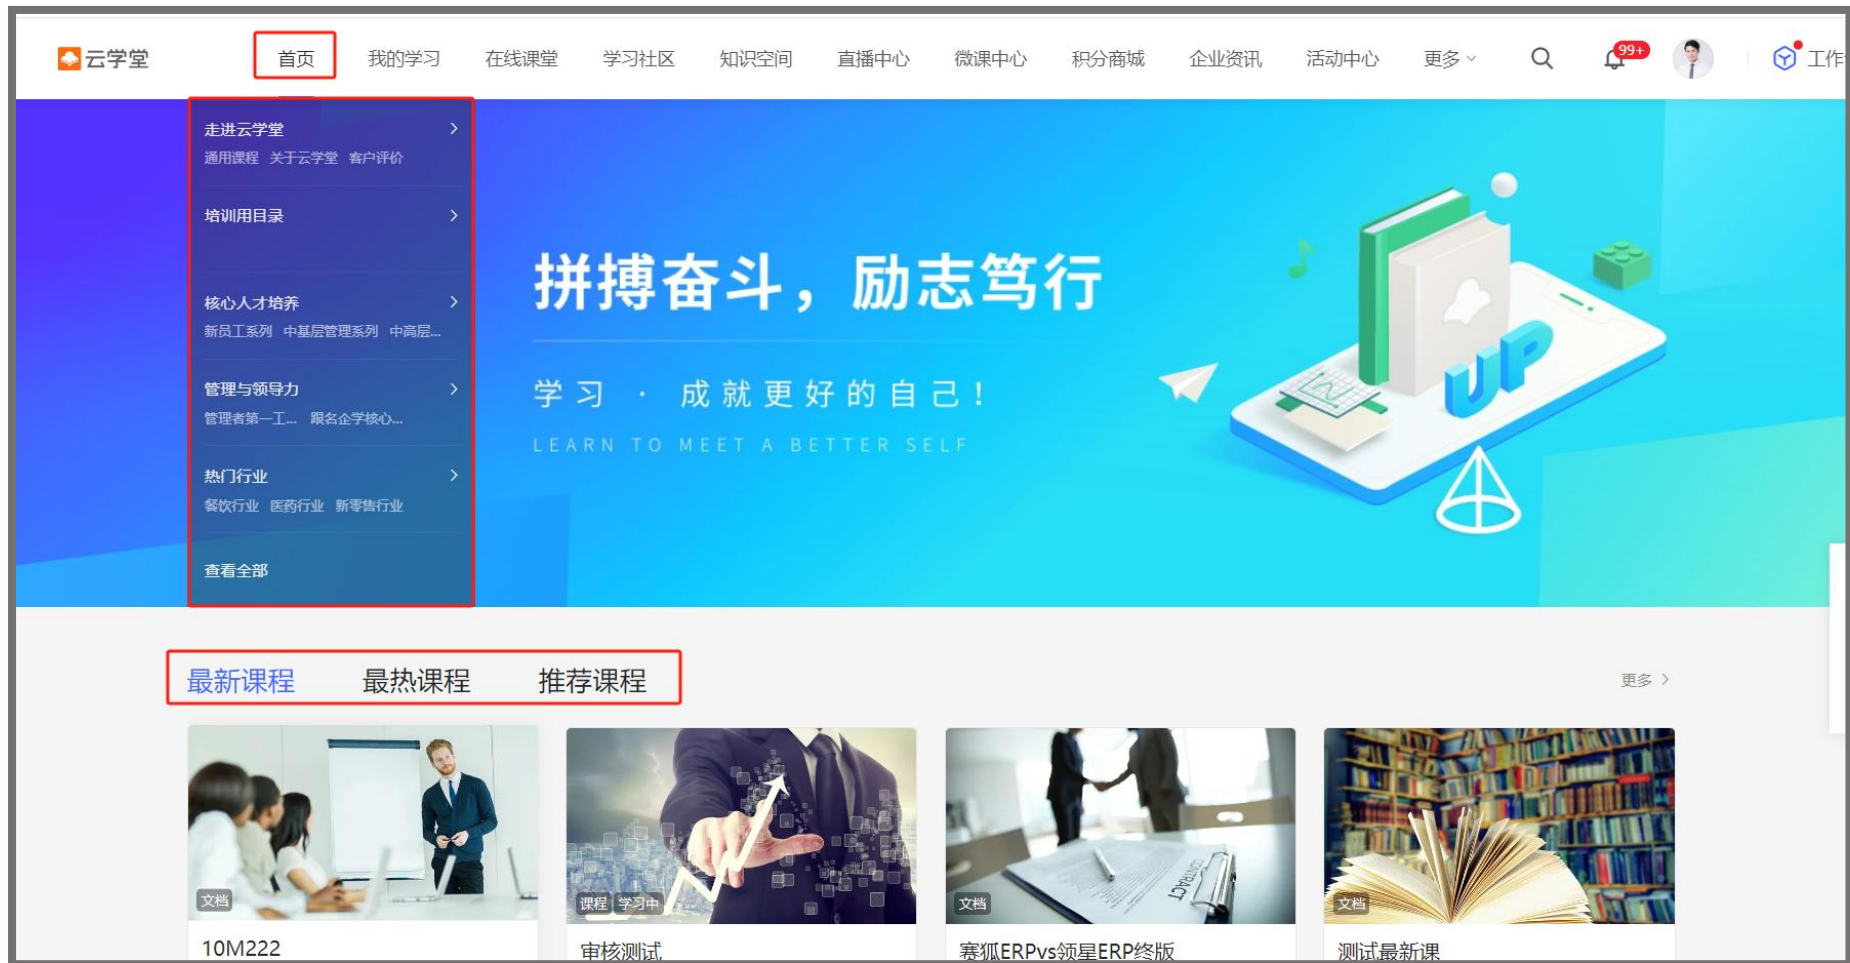 云学堂
首页 我的学习 在线课堂 学习社区 知识空间 直播中心 微课中心 积分商城 企业资讯 活动中心 更多 99+ 工作
走进云学堂
通用课程 关于云学堂 客户评价
培训用目录
核心人才培养
新员工系列 中基层管理系列 中高层...
管理与领导力
管理者第一工... 跟名企学核心...
热门行业
餐饮行业 医药行业 新零售行业
查看全部
拼搏奋斗，励志笃行
学习 · 成就更好的自己！
LEARN TO MEET A BETTER SELF
UP
最新课程 最热课程 推荐课程 更多
文档
课程 学习中
文档
CONTRACT
文档
10M222
审核测试
赛狐ERPvs领星ERP终版
测试最新课